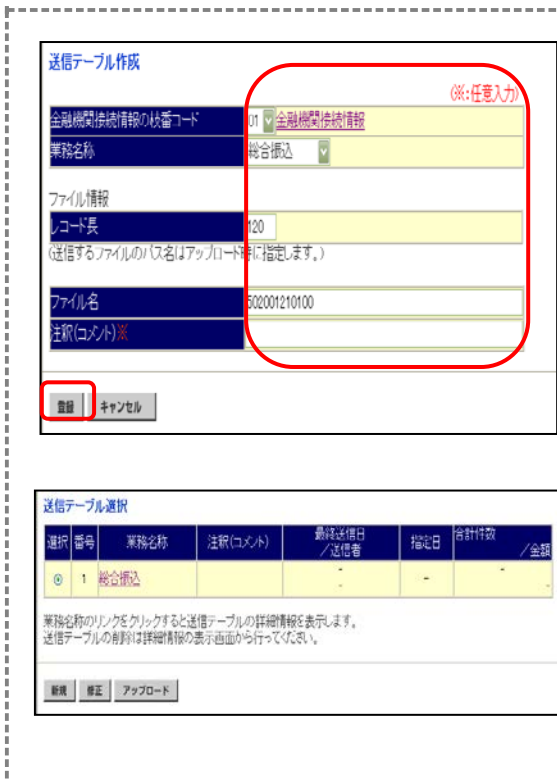 送信テーブル作成
(※:任意入力)
金融機関接続情報の枝番コード 01 金融機関接続情報
業務名称 総合振込
ファイル情報
レコード長 120
(送信するファイルのパス名はアップロード時に指定します。)
ファイル名 502001210100
注釈(コメント)※
登録 キャンセル
送信テーブル選択
選択 番号 業務名称 注釈(コメント) 最終送信日／送信者 指定日 合計件数／金額
1 総合振込 - - - - -
業務名称のリンクをクリックすると送信テーブルの詳細情報を表示します。
送信テーブルの削除は詳細情報の表示画面から行ってください。
新規 修正 アップロード